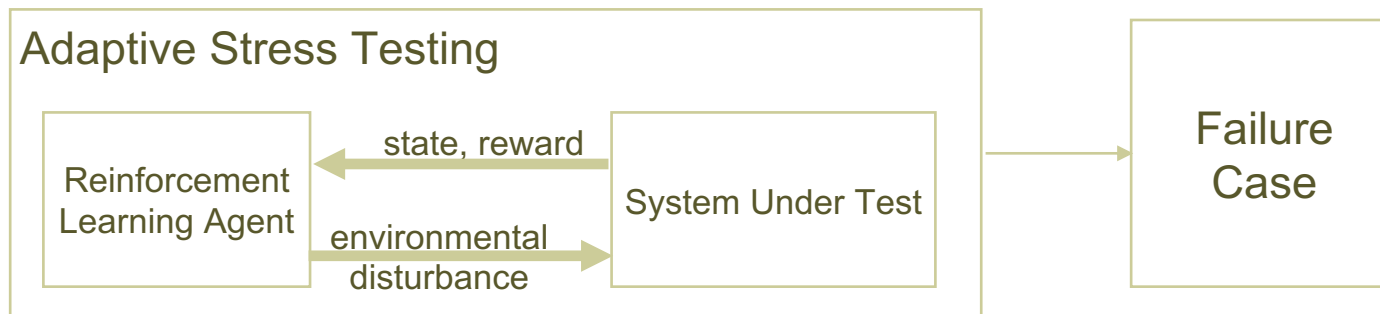 Adaptive Stress Testing
Reinforcement
Learning Agent
state, reward
environmental
disturbance
System Under Test
Failure
Case